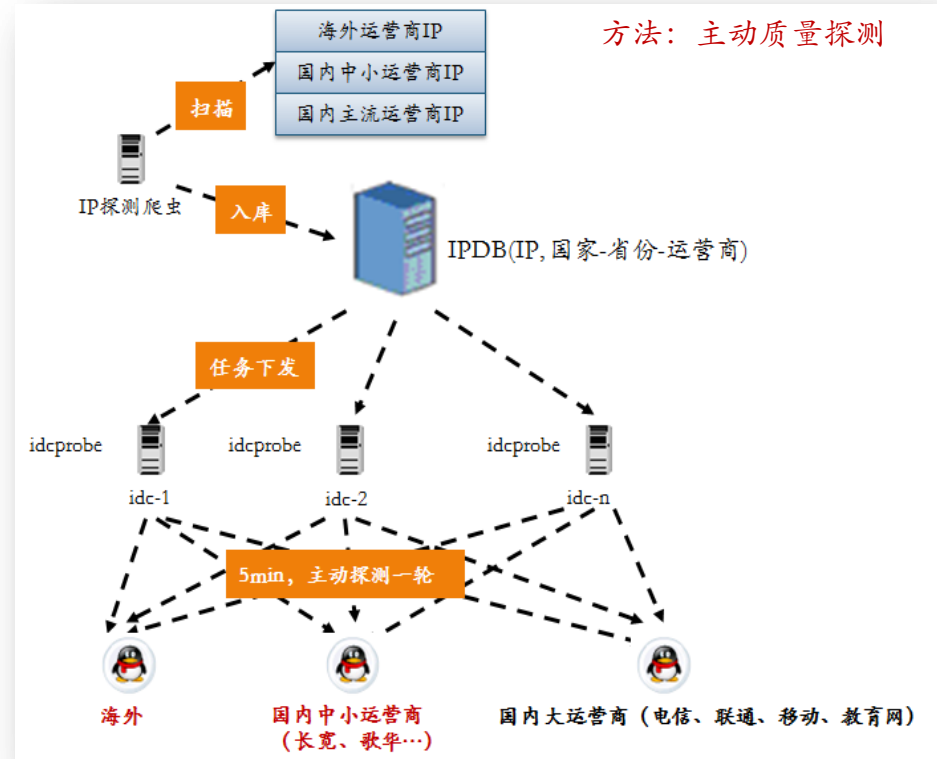 方法：主动质量探测
海外运营商IP
国内中小运营商IP
国内主流运营商IP
扫描
IP探测爬虫
入库
IPDB(IP, 国家-省份-运营商)
任务下发
idcprobe
idcprobe
idcprobe
idc-1
idc-2
idc-n
5min，主动探测一轮
海外
国内中小运营商
（长宽、歌华…）
国内大运营商（电信、联通、移动、教育网）